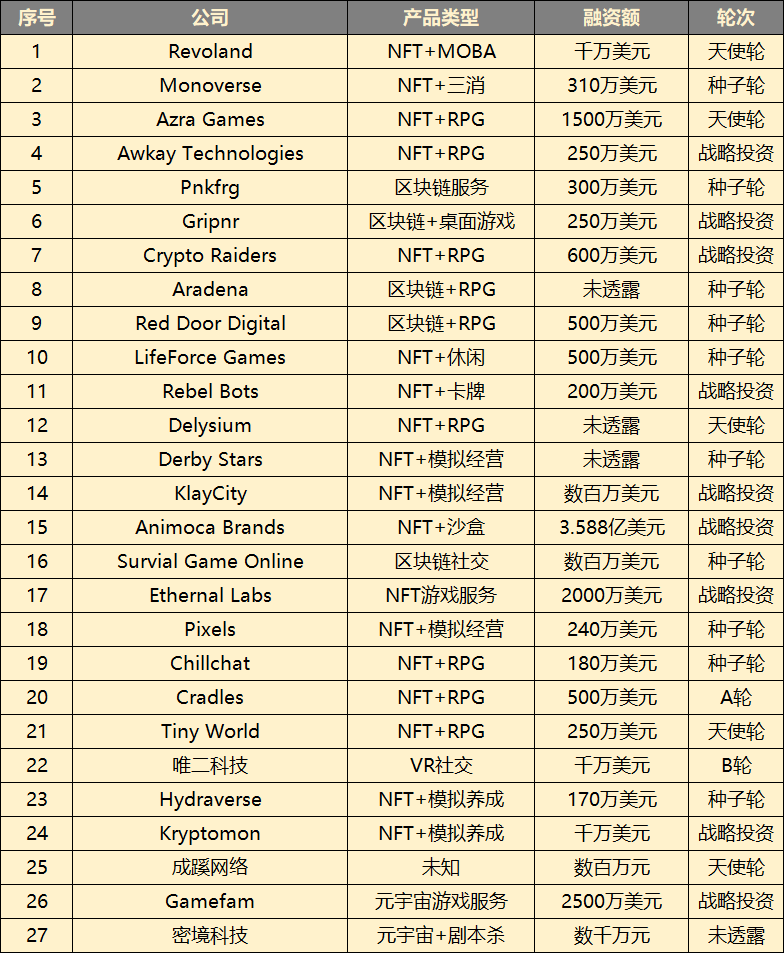 序号 公司 产品类型 融资额 轮次
1 Revoland NFT+MOBA 千万美元 天使轮
2 Monoverse NFT+三消 310万美元 种子轮
3 Azra Games NFT+RPG 1500万美元 天使轮
4 Awkay Technologies NFT+RPG 250万美元 战略投资
5 Pnkfrg 区块链服务 300万美元 种子轮
6 Gripnr 区块链+桌面游戏 250万美元 战略投资
7 Crypto Raiders NFT+RPG 600万美元 战略投资
8 Aradena 区块链+RPG 未透露 种子轮
9 Red Door Digital 区块链+RPG 500万美元 种子轮
10 LifeForce Games NFT+休闲 500万美元 种子轮
11 Rebel Bots NFT+卡牌 200万美元 战略投资
12 Delysium NFT+RPG 未透露 天使轮
13 Derby Stars NFT+模拟经营 未透露 种子轮
14 KlayCity NFT+模拟经营 数百万美元 战略投资
15 Animoca Brands NFT+沙盒 3.588亿美元 战略投资
16 Survial Game Online 区块链社交 数百万美元 种子轮
17 Ethernal Labs NFT游戏服务 2000万美元 战略投资
18 Pixels NFT+模拟经营 240万美元 种子轮
19 Chillchat NFT+RPG 180万美元 种子轮
20 Cradles NFT+RPG 500万美元 A轮
21 Tiny World NFT+RPG 250万美元 天使轮
22 唯二科技 VR社交 千万美元 B轮
23 Hydraverse NFT+模拟养成 170万美元 种子轮
24 Kryptomon NFT+模拟养成 千万美元 战略投资
25 成蹊网络 未知 数百万元 天使轮
26 Gamefam 元宇宙游戏服务 2500万美元 战略投资
27 密境科技 元宇宙+剧本杀 数千万元 未透露